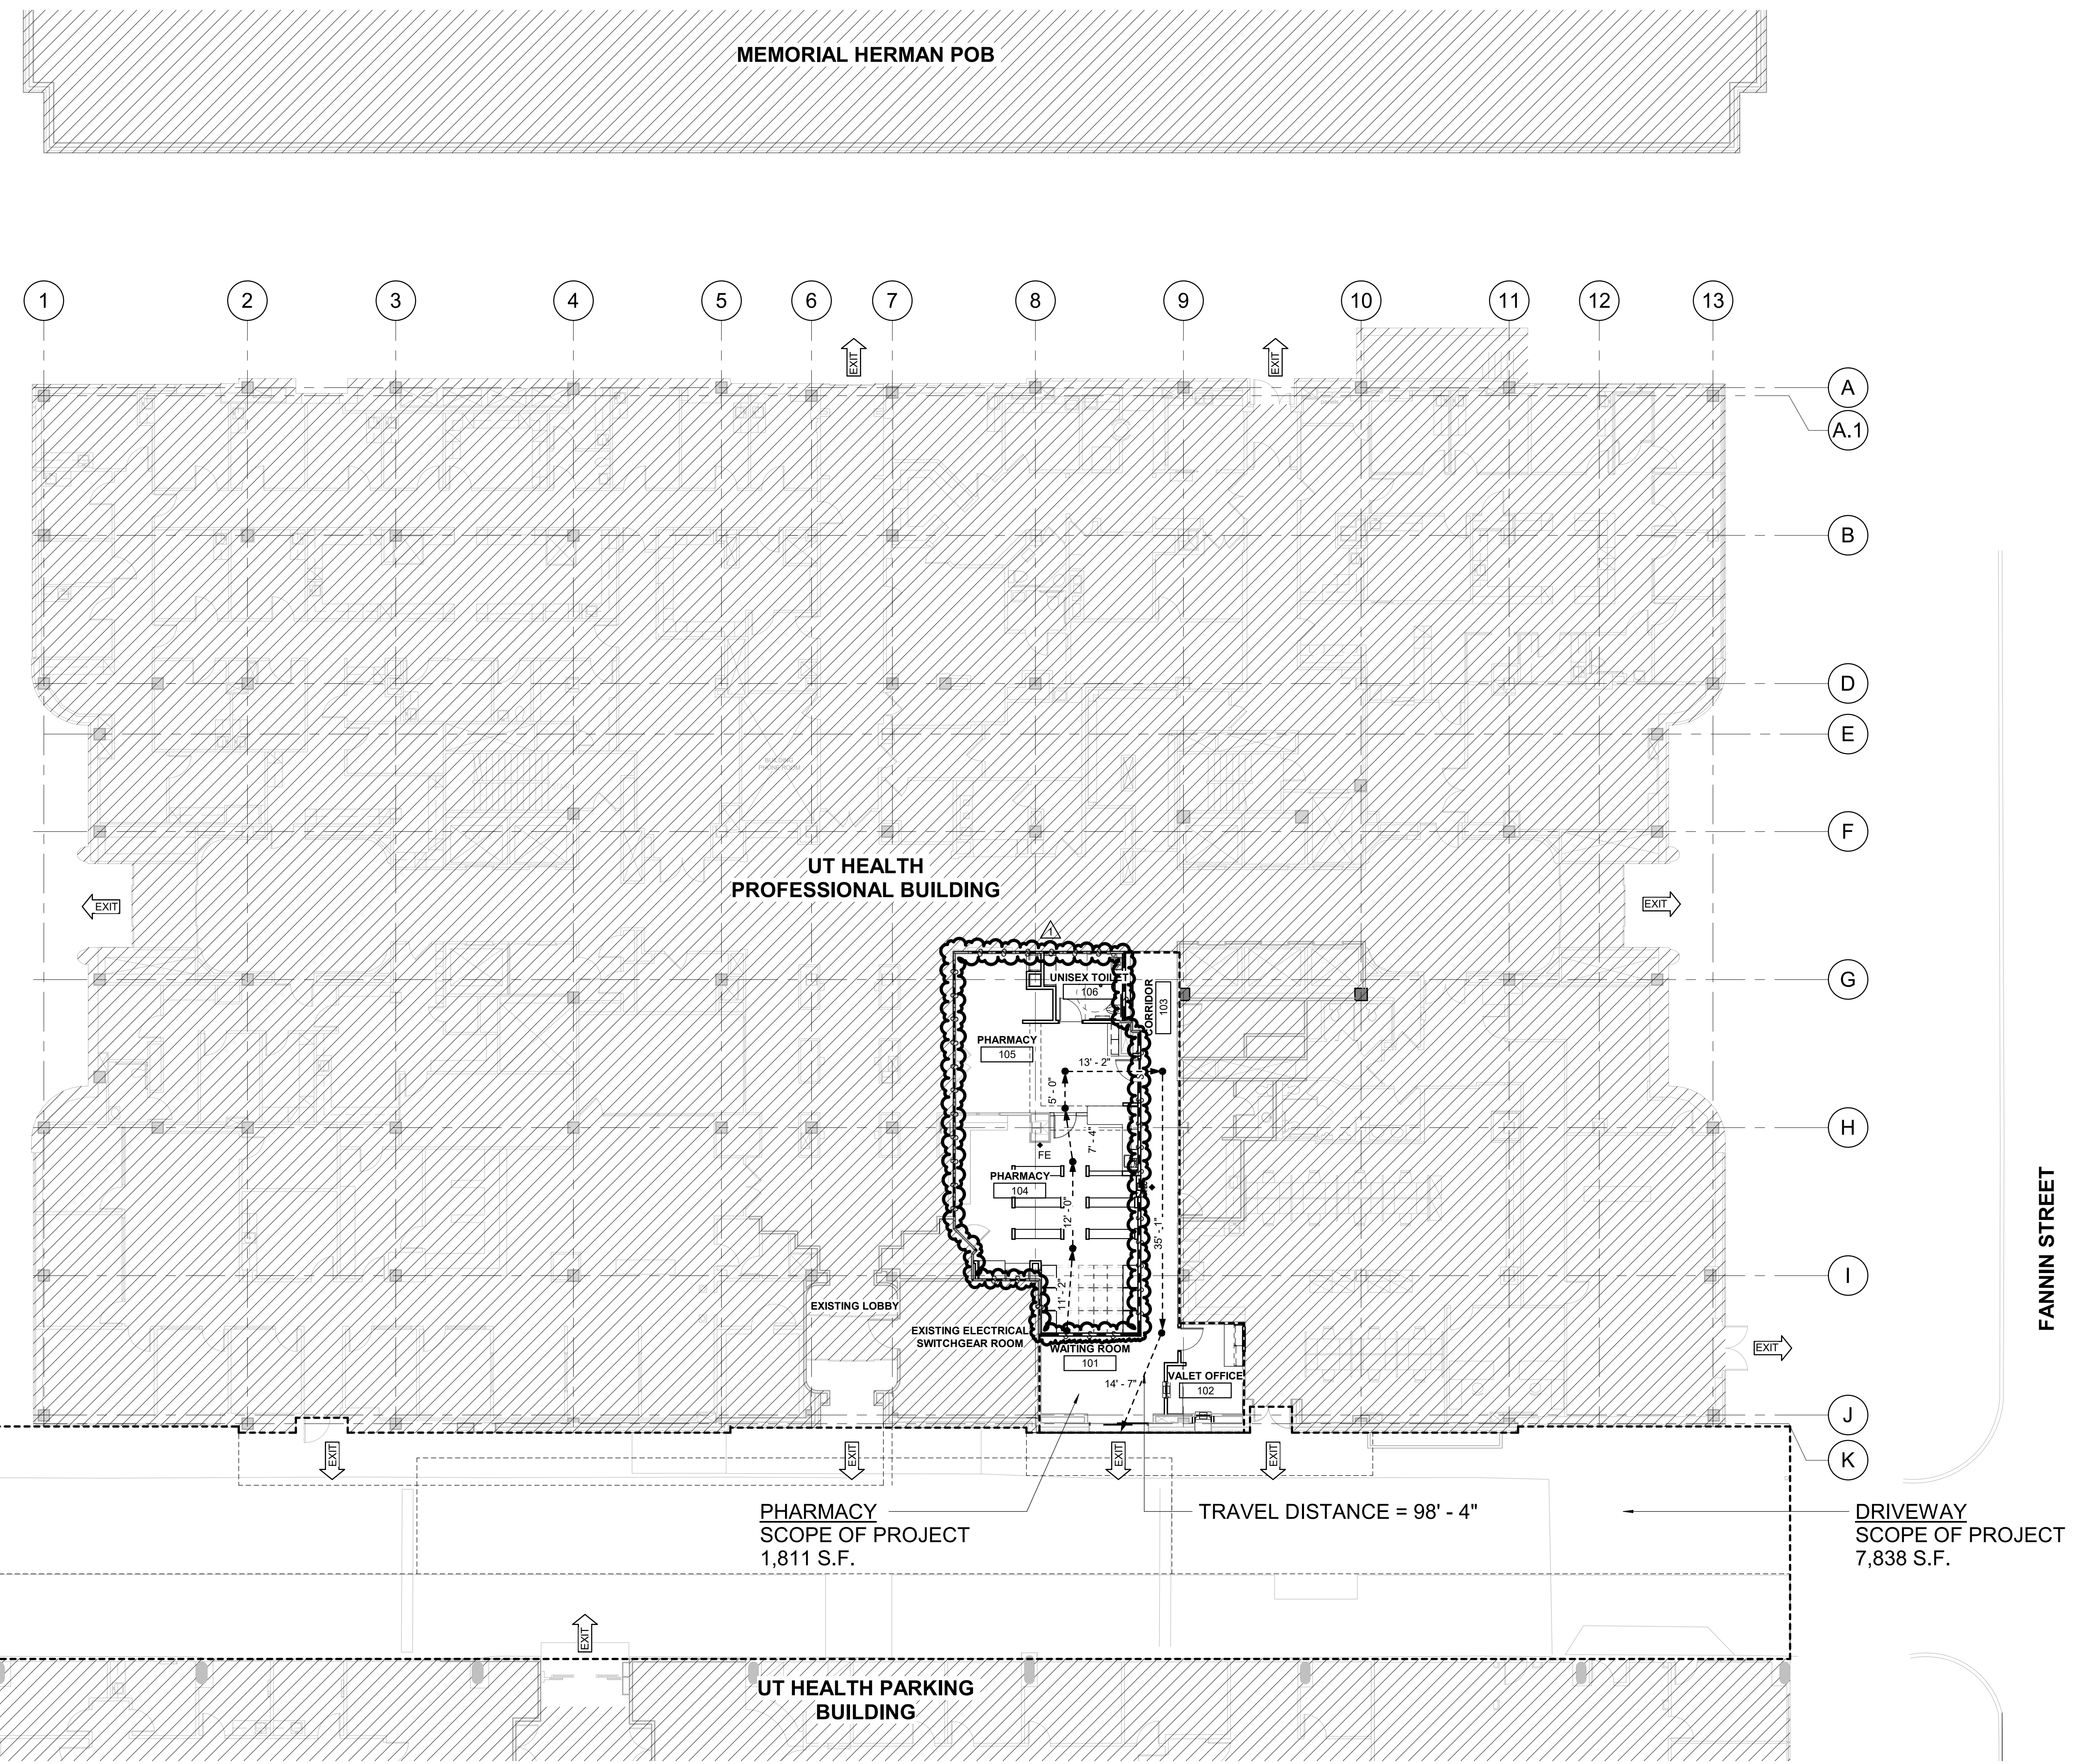 MEMORIAL HERMAN POB
1
2
3
4
5
6
7
8
9
10
11
12
13
EXIT
EXIT
A
A.1
B
D
E
BUILDING
PHONE ROOM
F
UT HEALTH
PROFESSIONAL BUILDING
EXIT
EXIT
1
G
UNISEX TOILET
106
CORRIDOR
103
PHARMACY
105
13' - 2"
5' - 0"
H
7' - 4"
FE
PHARMACY
104
12' - 0"
35' - 1"
FANNIN STREET
I
11' - 2"
EXISTING LOBBY
EXISTING ELECTRICAL
SWITCHGEAR ROOM
WAITING ROOM
101
EXIT
14' - 7"
VALET OFFICE
102
J
K
EXIT
EXIT
EXIT
EXIT
PHARMACY
SCOPE OF PROJECT
1,811 S.F.
TRAVEL DISTANCE = 98' - 4"
DRIVEWAY
SCOPE OF PROJECT
7,838 S.F.
EXIT
UT HEALTH PARKING
BUILDING